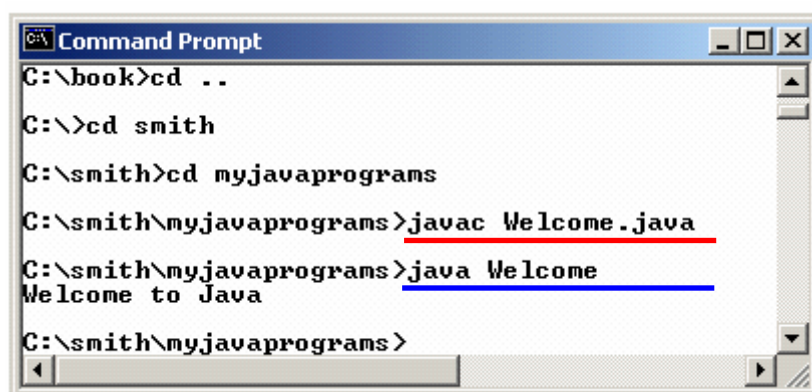 Command Prompt
C:\book>cd ..
C:\>cd smith
C:\smith>cd myjavaprograms
C:\smith\myjavaprograms>javac Welcome.java
C:\smith\myjavaprograms>java Welcome
Welcome to Java
C:\smith\myjavaprograms>